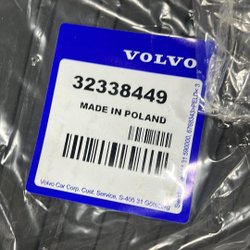 VOLVO
32338449
MADE IN POLAND
Volvo Car Corp. Cust. Service, S-405 31 Göteborg